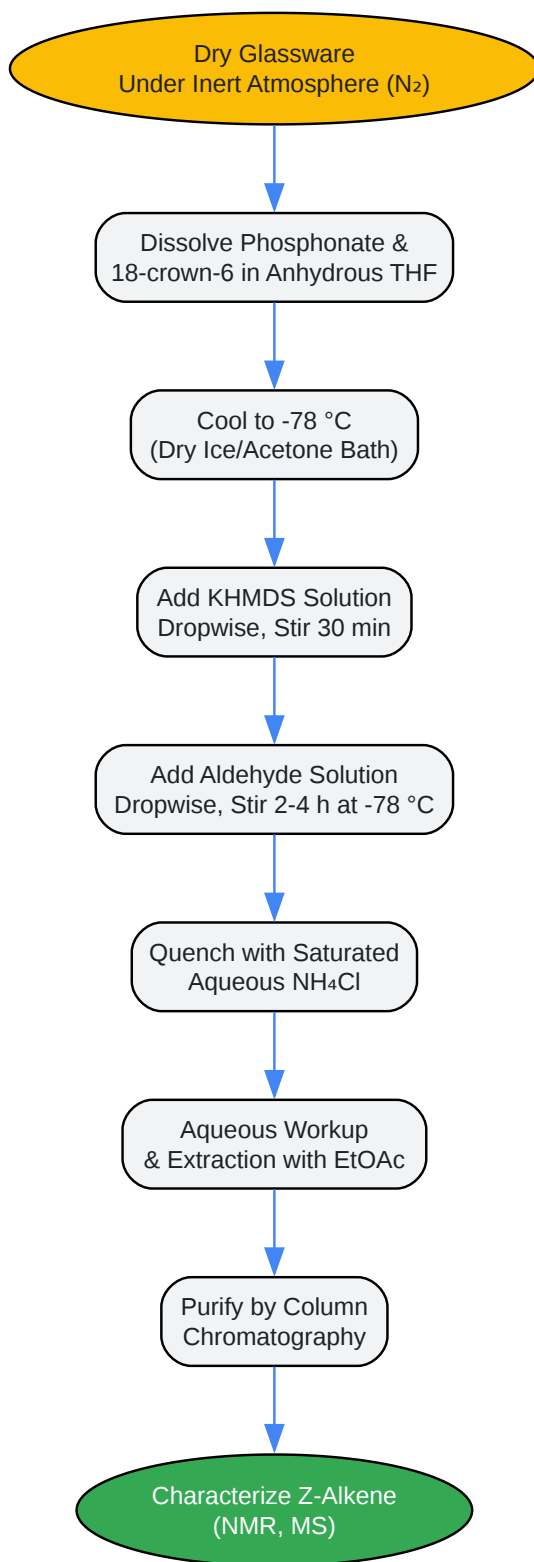 Dry Glassware
Under Inert Atmosphere (N₂)
Dissolve Phosphonate &
18-crown-6 in Anhydrous THF
Cool to -78 °C
(Dry Ice/Acetone Bath)
Add KHMDS Solution
Dropwise, Stir 30 min
Add Aldehyde Solution
Dropwise, Stir 2-4 h at -78 °C
Quench with Saturated
Aqueous NH₄Cl
Aqueous Workup
& Extraction with EtOAc
Purify by Column
Chromatography
Characterize Z-Alkene
(NMR, MS)